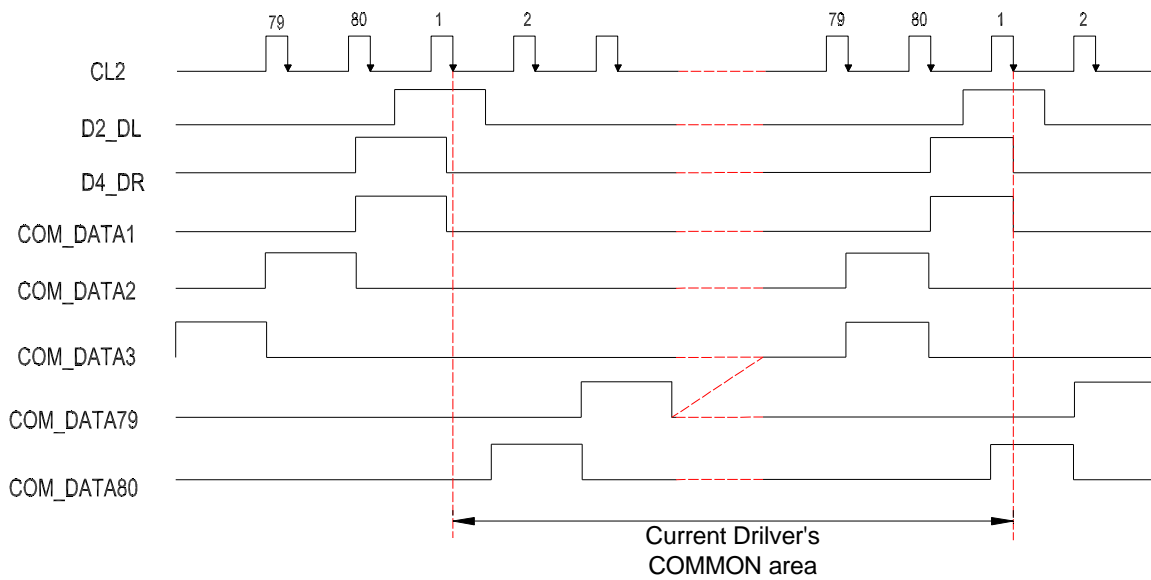 79 80 1 2 79 80 1 2
CL2
D2_DL
D4_DR
COM_DATA1
COM_DATA2
COM_DATA3
COM_DATA79
COM_DATA80
Current Drilver's
COMMON area